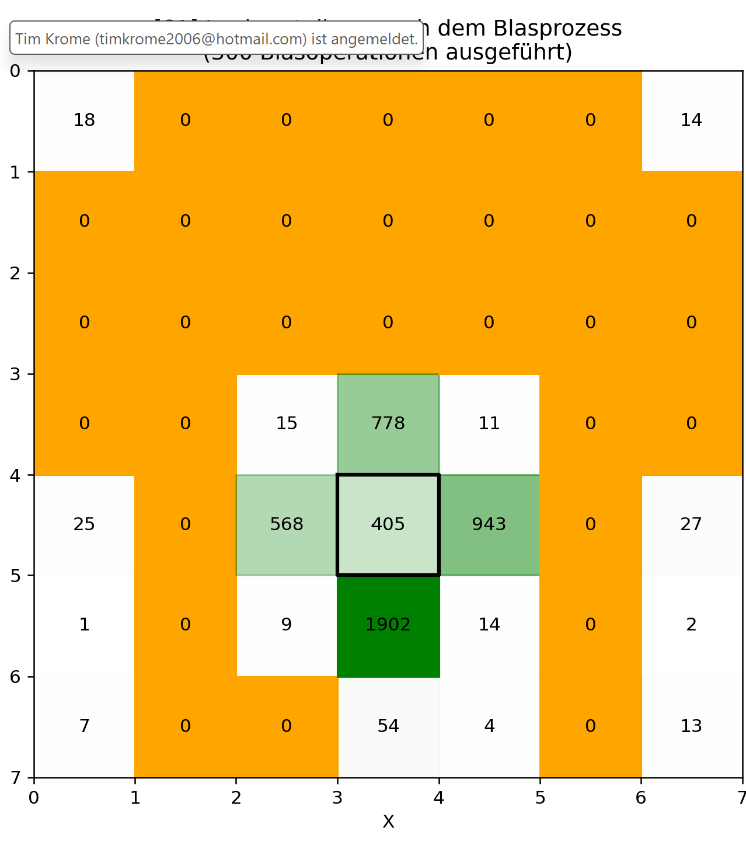 dem Blasprozess
Tim Krome (timkrome2006@hotmail.com) ist angemeldet.
ausgeführt)
0
18 0 0 0 0 0 14
1
0 0 0 0 0 0 0
2
0 0 0 0 0 0 0
3
0 0 15 778 11 0 0
4
25 0 568 405 943 0 27
5
1 0 9 1902 14 0 2
6
7 0 0 54 4 0 13
7
0 1 2 3 4 5 6 7
X